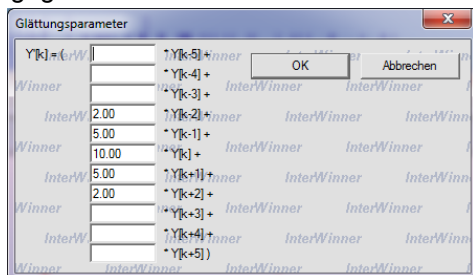 Glättungsparameter
Y'[k] = ( * Y[k-5] +
OK
Abbrechen
* Y[k-4] +
* Y[k-3] +
2.00 * Y[k-2] +
5.00 * Y[k-1] +
10.00 * Y[k] +
5.00 * Y[k+1] +
2.00 * Y[k+2] +
* Y[k+3] +
* Y[k+4] +
* Y[k+5] )
InterWinner